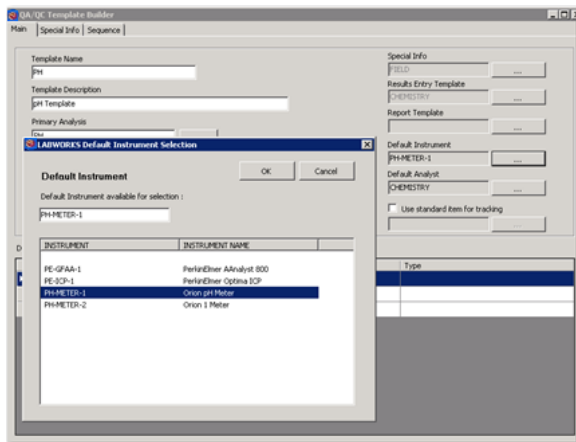 QA/QC Template Builder
Main Special Info Sequence
Template Name
PH
Template Description
pH Template
Primary Analysis
PH
Special Info
FIELD
...
Results Entry Template
CHEMISTRY
...
Report Template
...
Default Instrument
PH-METER-1
...
Default Analyst
CHEMISTRY
...
Use standard item for tracking
...
Type
LABWORKS Default Instrument Selection
Default Instrument
OK
Cancel
Default Instrument available for selection :
PH-METER-1
INSTRUMENT INSTRUMENT NAME
PE-GFAA-1 PerkinElmer AAnalyst 800
PE-ICP-1 PerkinElmer Optima ICP
PH-METER-1 Orion pH Meter
PH-METER-2 Orion 1 Meter